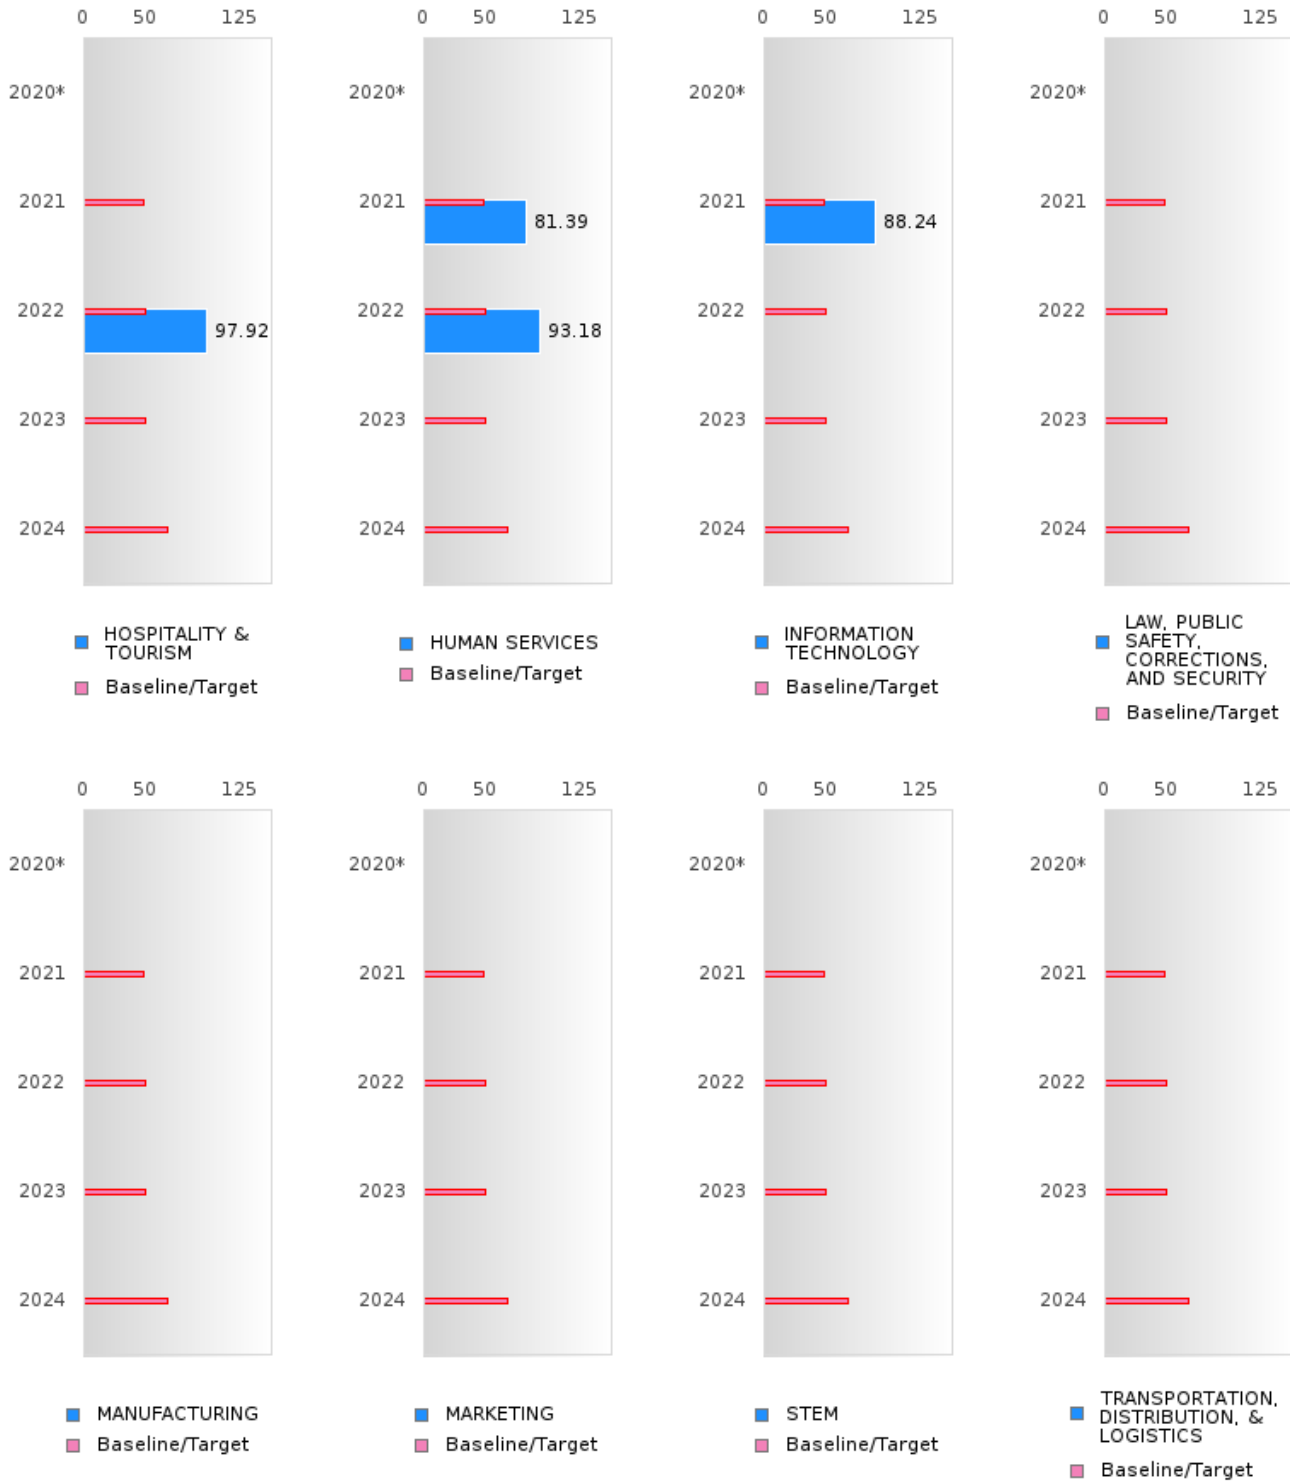 0 50 125
2020*
2021
2022
97.92
2023
2024
HOSPITALITY &
TOURISM
Baseline/Target
0 50 125
2020*
2021
81.39
2022
93.18
2023
2024
HUMAN SERVICES
Baseline/Target
0 50 125
2020*
2021
88.24
2022
2023
2024
INFORMATION
TECHNOLOGY
Baseline/Target
0 50 125
2020*
2021
2022
2023
2024
LAW, PUBLIC
SAFETY,
CORRECTIONS,
AND SECURITY
Baseline/Target
0 50 125
2020*
2021
2022
2023
2024
MANUFACTURING
Baseline/Target
0 50 125
2020*
2021
2022
2023
2024
MARKETING
Baseline/Target
0 50 125
2020*
2021
2022
2023
2024
STEM
Baseline/Target
0 50 125
2020*
2021
2022
2023
2024
TRANSPORTATION,
DISTRIBUTION, &
LOGISTICS
Baseline/Target